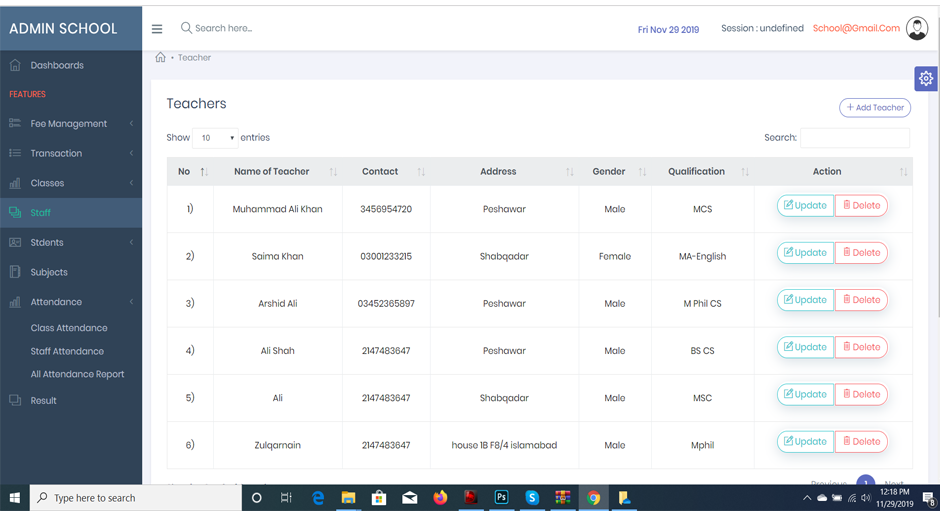 ADMIN SCHOOL
Search here...
Fri Nov 29 2019
Session : undefined
School@Gmail.Com
Dashboards
FEATURES
Fee Management
Transaction
Classes
Staff
Stdents
Subjects
Attendance
Class Attendance
Staff Attendance
All Attendance Report
Result
• Teacher
Teachers
+ Add Teacher
Show 10 entries
Search:
No Name of Teacher Contact Address Gender Qualification Action
1) Muhammad Ali Khan 3456954720 Peshawar Male MCS Update Delete
2) Saima Khan 03001233215 Shabqadar Female MA-English Update Delete
3) Arshid Ali 03452365897 Peshawar Male M Phil CS Update Delete
4) Ali Shah 2147483647 Peshawar Male BS CS Update Delete
5) Ali 2147483647 Shabqadar Male MSC Update Delete
6) Zulqarnain 2147483647 house 1B F8/4 islamabad Male Mphil Update Delete
Previous 1 Next
Type here to search
Ps
12:18 PM
11/29/2019
8